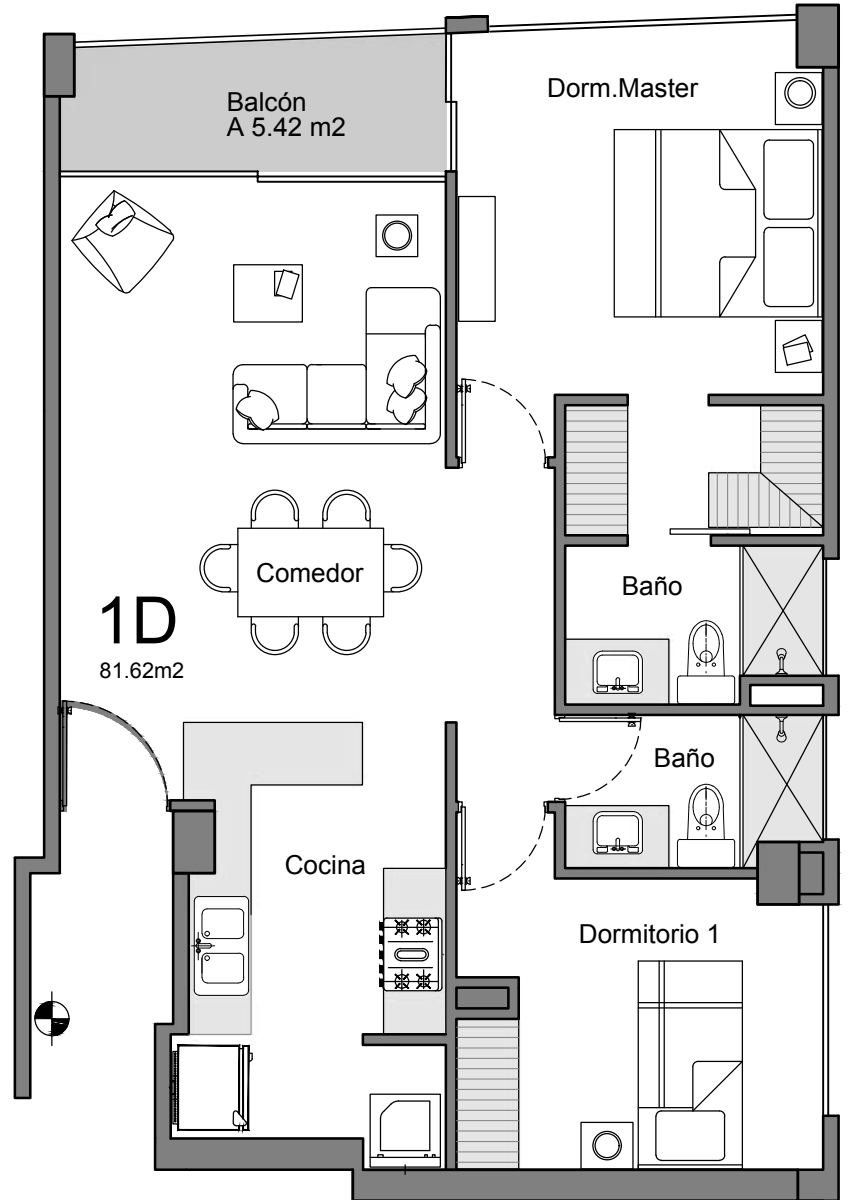 Balcón
A 5.42 m2
Dorm.Master
Comedor
1D
81.62m2
Baño
Baño
Cocina
Dormitorio 1